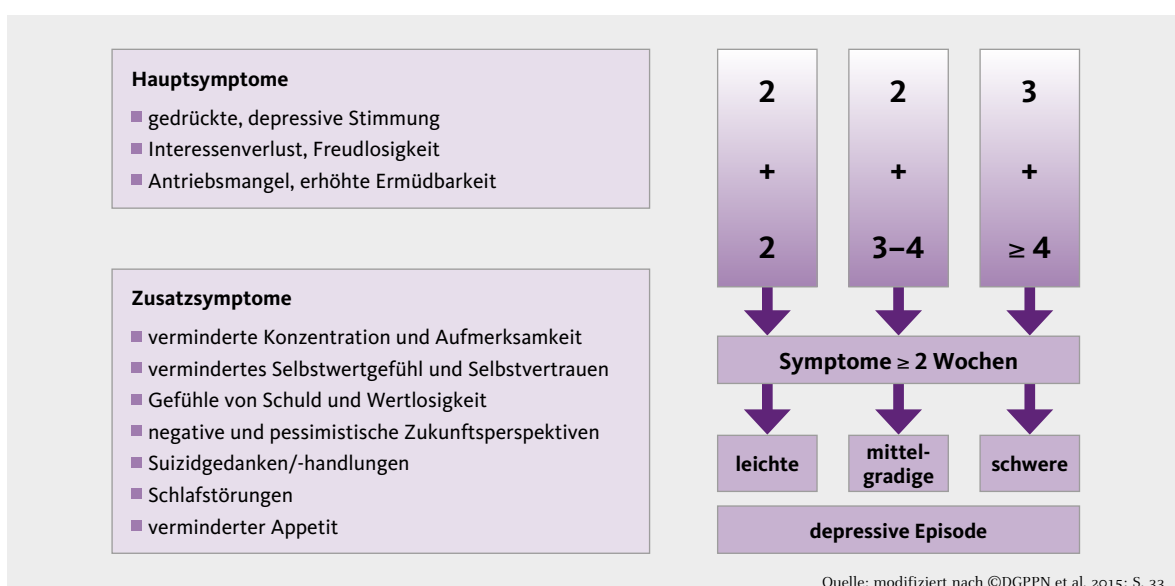 Hauptsymptome
gedrückte, depressive Stimmung
Interessenverlust, Freudlosigkeit
Antriebsmangel, erhöhte Ermüdbarkeit
Zusatzsymptome
verminderte Konzentration und Aufmerksamkeit
vermindertes Selbstwertgefühl und Selbstvertrauen
Gefühle von Schuld und Wertlosigkeit
negative und pessimistische Zukunftsperspektiven
Suizidgedanken/-handlungen
Schlafstörungen
verminderter Appetit
2 2 3
+ + +
2 3–4 ≥ 4
Symptome ≥ 2 Wochen
leichte
mittel-
gradige
schwere
depressive Episode
Quelle: modifiziert nach ©DGPPN et al. 2015: S. 33